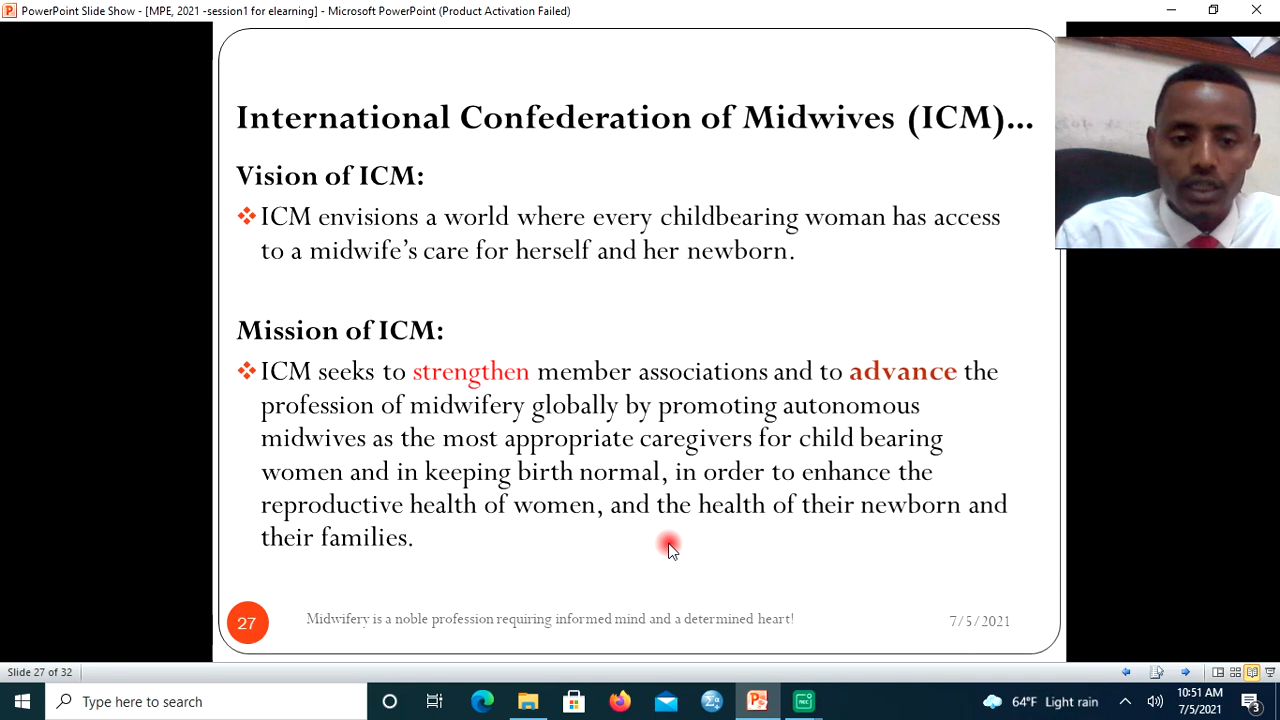 PowerPoint Slide Show - [MPE, 2021 -session1 for elearning] - Microsoft PowerPoint (Product Activation Failed)
International Confederation of Midwives (ICM)...
Vision of ICM:
❖ICM envisions a world where every childbearing woman has access
to a midwife’s care for herself and her newborn.
Mission of ICM:
❖ICM seeks to strengthen member associations and to advance the
profession of midwifery globally by promoting autonomous
midwives as the most appropriate caregivers for child bearing
women and in keeping birth normal, in order to enhance the
reproductive health of women, and the health of their newborn and
their families.
27
Midwifery is a noble profession requiring informed mind and a determined heart!
7/5/2021
Slide 27 of 32
Type here to search
64°F Light rain
10:51 AM
7/5/2021
3